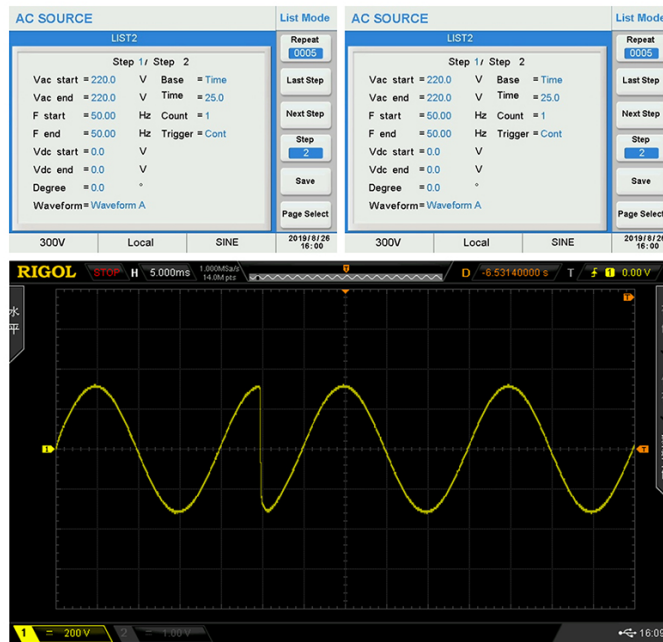 AC SOURCE
List Mode
LIST2
Step 1/ Step 2
Vac start = 220.0 V Base = Time
Vac end = 220.0 V Time = 25.0
F start = 50.00 Hz Count = 1
F end = 50.00 Hz Trigger = Cont
Vdc start = 0.0 V
Vdc end = 0.0 V
Degree = 0.0 °
Waveform = Waveform A
Repeat
0005
Last Step
Next Step
Step
2
Save
Page Select
300V Local SINE 2019/8/26
16:00
AC SOURCE
List Mode
LIST2
Step 1/ Step 2
Vac start = 220.0 V Base = Time
Vac end = 220.0 V Time = 25.0
F start = 50.00 Hz Count = 1
F end = 50.00 Hz Trigger = Cont
Vdc start = 0.0 V
Vdc end = 0.0 V
Degree = 0.0 °
Waveform = Waveform A
Repeat
0005
Last Step
Next Step
Step
2
Save
Page Select
300V Local SINE 2019/8/26
16:00
RIGOL STOP H 5.000ms 1.000MSa/s
14.0M pts
T
D -6.53140000 s T 1 0.00 V
水平
T
1
T
1 = 200 V 2 = 1.00 V 16:09